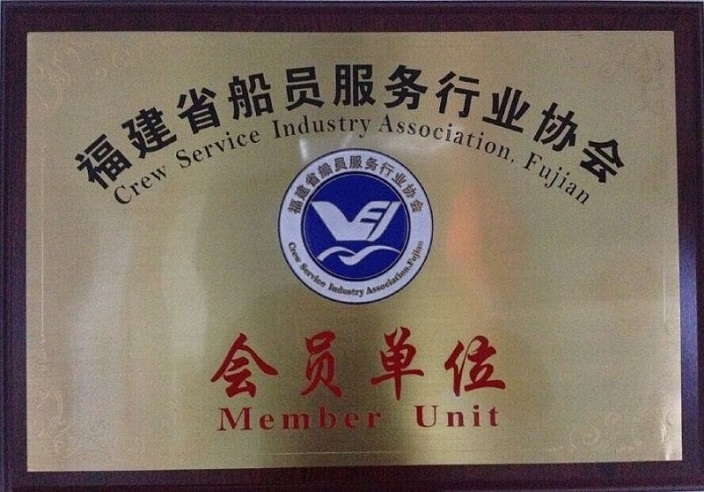 福建省船员服务行业协会
Crew Service Industry Association, Fujian
福建省船员服务行业协会
Crew Service Industry Association,Fujian
会员单位
Member Unit